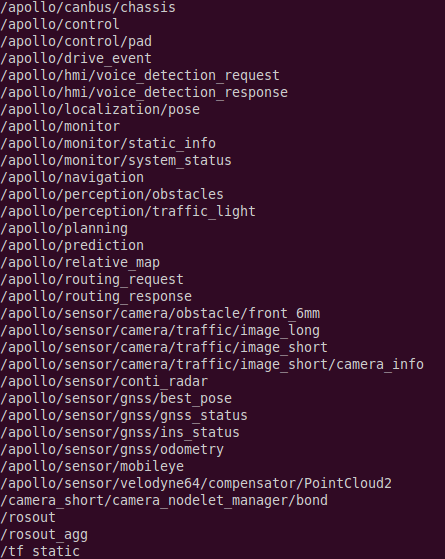 /apollo/canbus/chassis
/apollo/control
/apollo/control/pad
/apollo/drive_event
/apollo/hmi/voice_detection_request
/apollo/hmi/voice_detection_response
/apollo/localization/pose
/apollo/monitor
/apollo/monitor/static_info
/apollo/monitor/system_status
/apollo/navigation
/apollo/perception/obstacles
/apollo/perception/traffic_light
/apollo/planning
/apollo/prediction
/apollo/relative_map
/apollo/routing_request
/apollo/routing_response
/apollo/sensor/camera/obstacle/front_6mm
/apollo/sensor/camera/traffic/image_long
/apollo/sensor/camera/traffic/image_short
/apollo/sensor/camera/traffic/image_short/camera_info
/apollo/sensor/conti_radar
/apollo/sensor/gnss/best_pose
/apollo/sensor/gnss/gnss_status
/apollo/sensor/gnss/ins_status
/apollo/sensor/gnss/odometry
/apollo/sensor/mobileye
/apollo/sensor/velodyne64/compensator/PointCloud2
/camera_short/camera_nodelet_manager/bond
/rosout
/rosout_agg
/tf_static